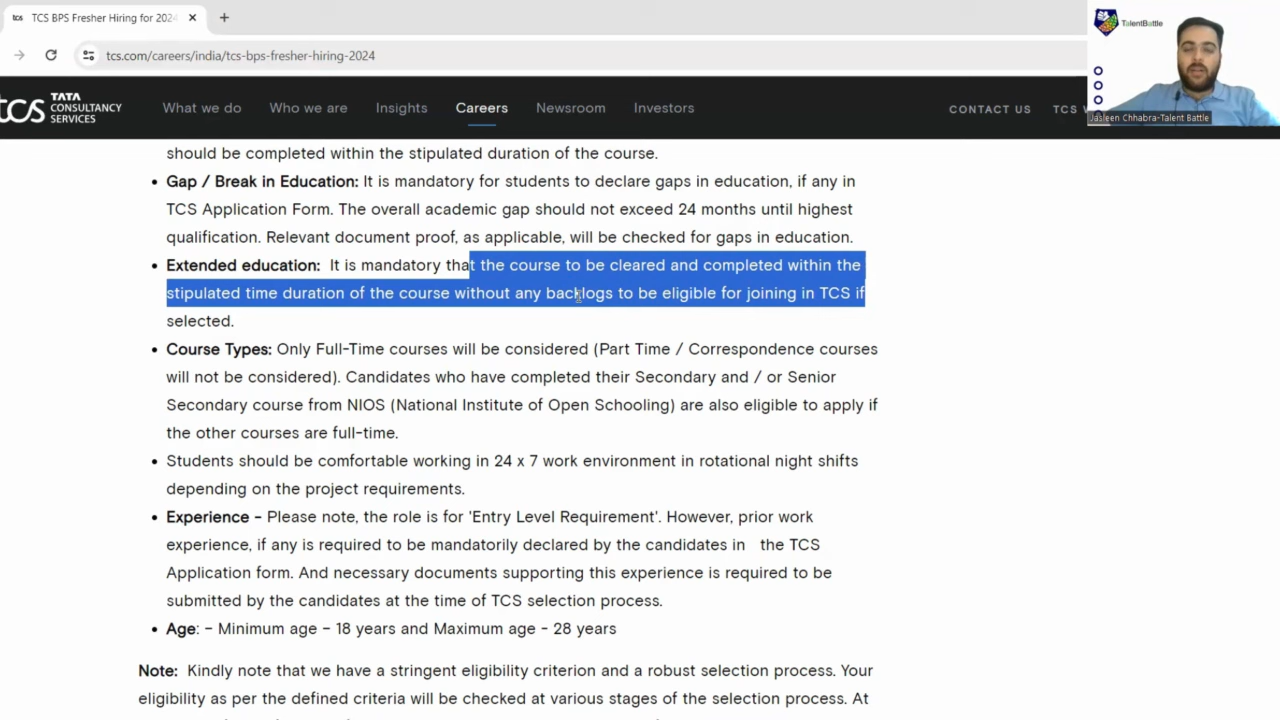 tcs TCS BPS Fresher Hiring for 2024
tcs.com/careers/india/tcs-bps-fresher-hiring-2024
TalentBattle
Jasleen Chhabra-Talent Battle
tcs TATA CONSULTANCY SERVICES
What we do Who we are Insights Careers Newsroom Investors CONTACT US TCS
should be completed within the stipulated duration of the course.
• Gap / Break in Education: It is mandatory for students to declare gaps in education, if any in
TCS Application Form. The overall academic gap should not exceed 24 months until highest
qualification. Relevant document proof, as applicable, will be checked for gaps in education.
• Extended education: It is mandatory that the course to be cleared and completed within the
stipulated time duration of the course without any backlogs to be eligible for joining in TCS if
selected.
• Course Types: Only Full-Time courses will be considered (Part Time / Correspondence courses
will not be considered). Candidates who have completed their Secondary and / or Senior
Secondary course from NIOS (National Institute of Open Schooling) are also eligible to apply if
the other courses are full-time.
• Students should be comfortable working in 24 x 7 work environment in rotational night shifts
depending on the project requirements.
• Experience – Please note, the role is for 'Entry Level Requirement'. However, prior work
experience, if any is required to be mandatorily declared by the candidates in the TCS
Application form. And necessary documents supporting this experience is required to be
submitted by the candidates at the time of TCS selection process.
• Age: – Minimum age – 18 years and Maximum age - 28 years
Note: Kindly note that we have a stringent eligibility criterion and a robust selection process. Your
eligibility as per the defined criteria will be checked at various stages of the selection process. At